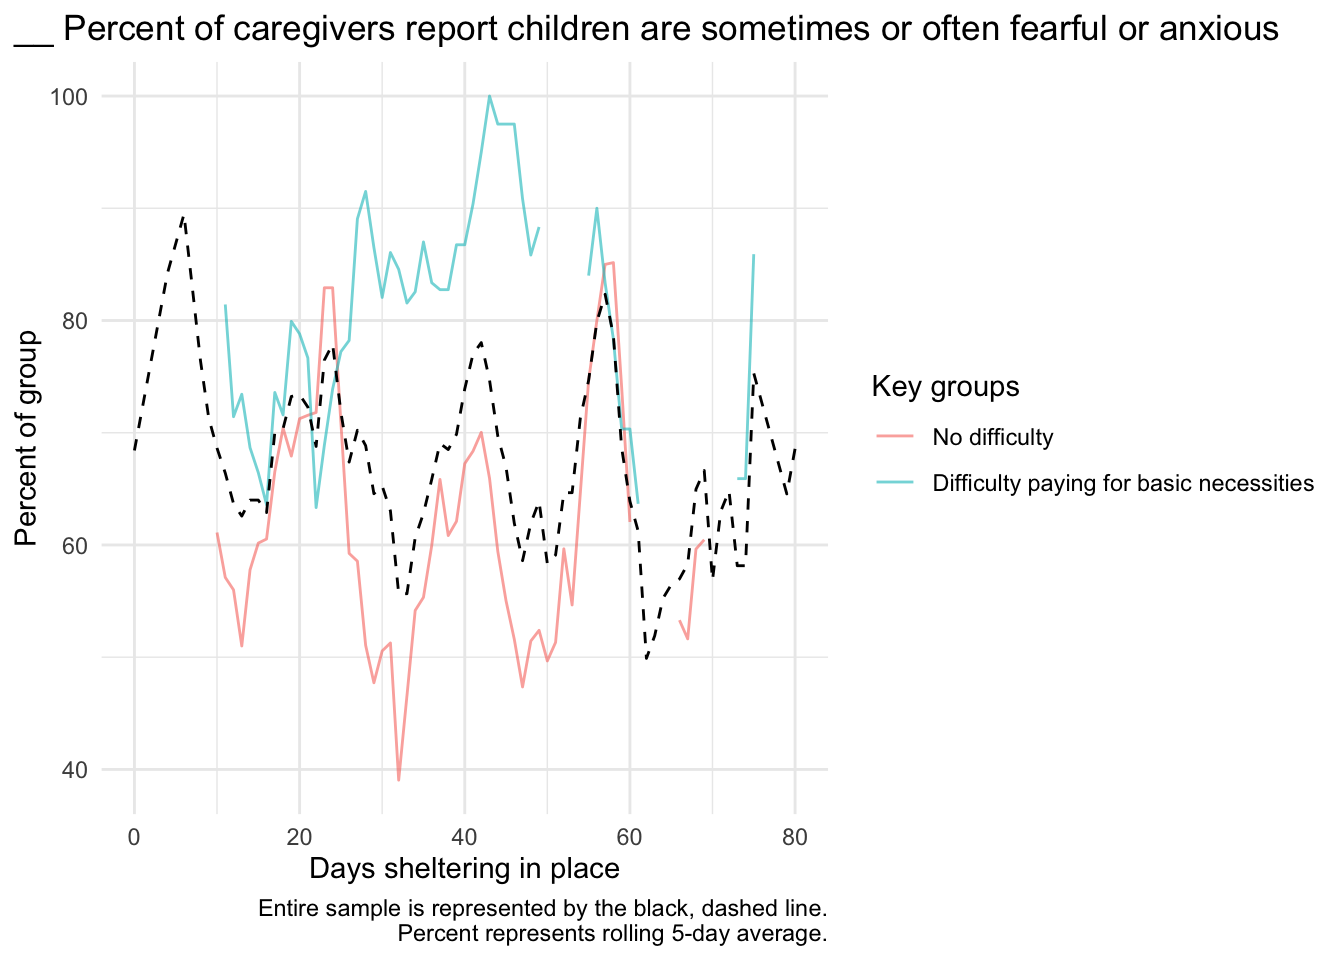 __ Percent of caregivers report children are sometimes or often fearful or anxious
Percent of group
100
80
60
40
0 20 40 60 80
Days sheltering in place
Key groups
No difficulty
Difficulty paying for basic necessities
Entire sample is represented by the black, dashed line.
Percent represents rolling 5-day average.